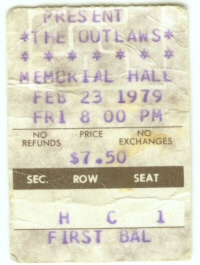 PRESENT
*THE OUTLAWS*
* * * * * * *
MEMORIAL HALL
FEB 23 1979
FRI 8 00 PM
NO REFUNDS PRICE NO EXCHANGES
$7.50
SEC. ROW SEAT
H C 1
FIRST BAL